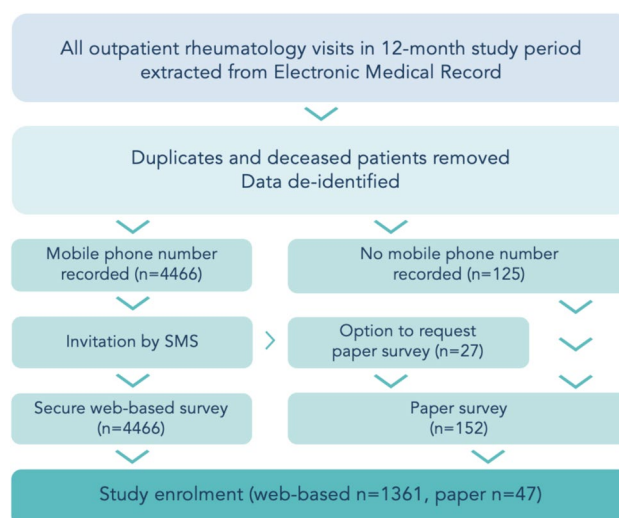 All outpatient rheumatology visits in 12-month study period
extracted from Electronic Medical Record
Duplicates and deceased patients removed
Data de-identified
Mobile phone number
recorded (n=4466)
No mobile phone number
recorded (n=125)
Invitation by SMS
Option to request
paper survey (n=27)
Secure web-based survey
(n=4466)
Paper survey
(n=152)
Study enrolment (web-based n=1361, paper n=47)